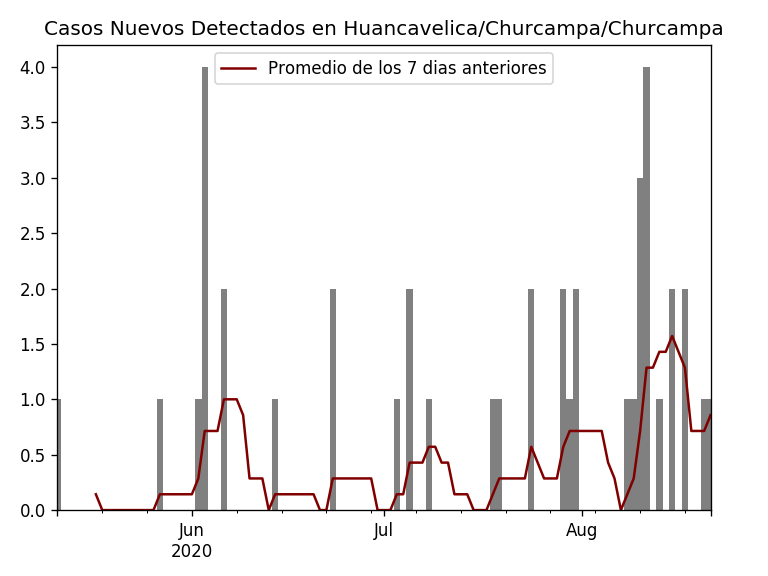 Casos Nuevos Detectados en Huancavelica/Churcampa/Churcampa
Promedio de los 7 dias anteriores
4.0
3.5
3.0
2.5
2.0
1.5
1.0
0.5
0.0
Jun
2020
Jul
Aug